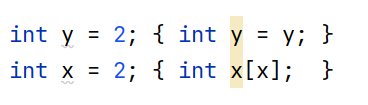 int y = 2; { int y = y; }
int x = 2; { int x[x];  }